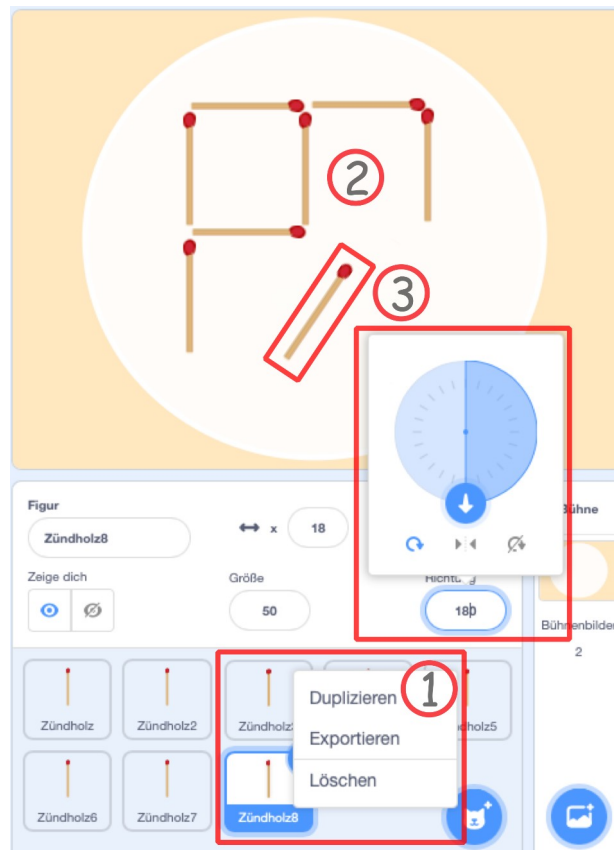 2
3
Figur
Zündholz8
x
18
Bühne
Zeige dich
Größe
Richtung
50
180
Bühnenbilder
2
1
Duplizieren
Exportieren
Löschen
Zündholz
Zündholz2
Zündholz6
Zündholz7
Zündholz8